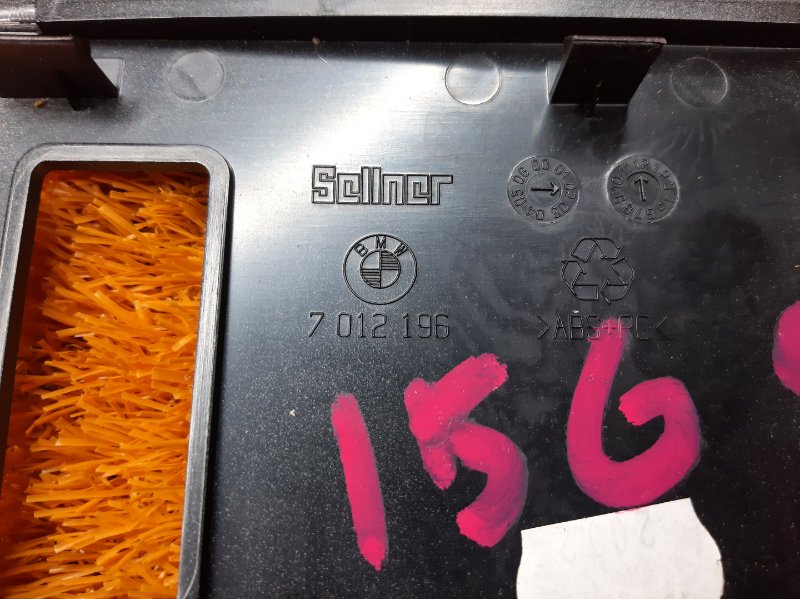 Sellner
BMW
7 012 196
>ABS+PC<
156